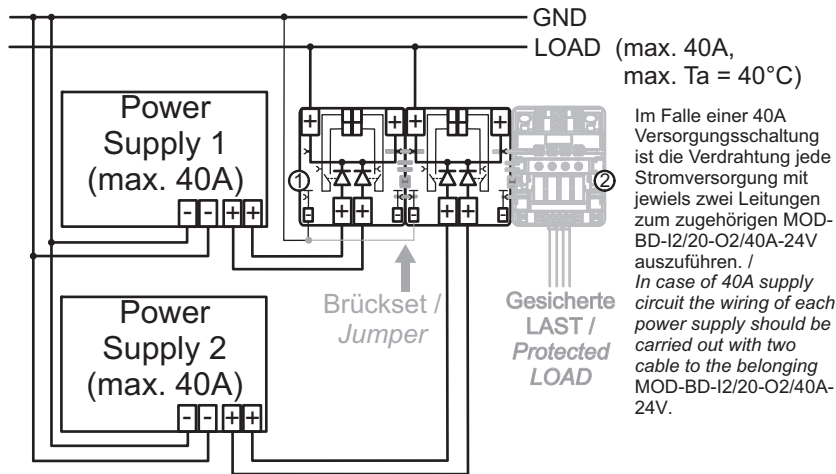 GND
LOAD (max. 40A,
max. Ta = 40°C)
Power
Supply 1
(max. 40A)
- - + +
+ + + +
1
2
- + + - - + + -
Brückset /
Jumper
Gesicherte
LAST /
Protected
LOAD
Power
Supply 2
(max. 40A)
- - + +
Im Falle einer 40A
Versorgungsschaltung
ist die Verdrahtung jede
Stromversorgung mit
jewiels zwei Leitungen
zum zugehörigen MOD-
BD-I2/20-O2/40A-24V
auszuführen. /
In case of 40A supply
circuit the wiring of each
power supply should be
carried out with two
cable to the belonging
MOD-BD-I2/20-O2/40A-
24V.